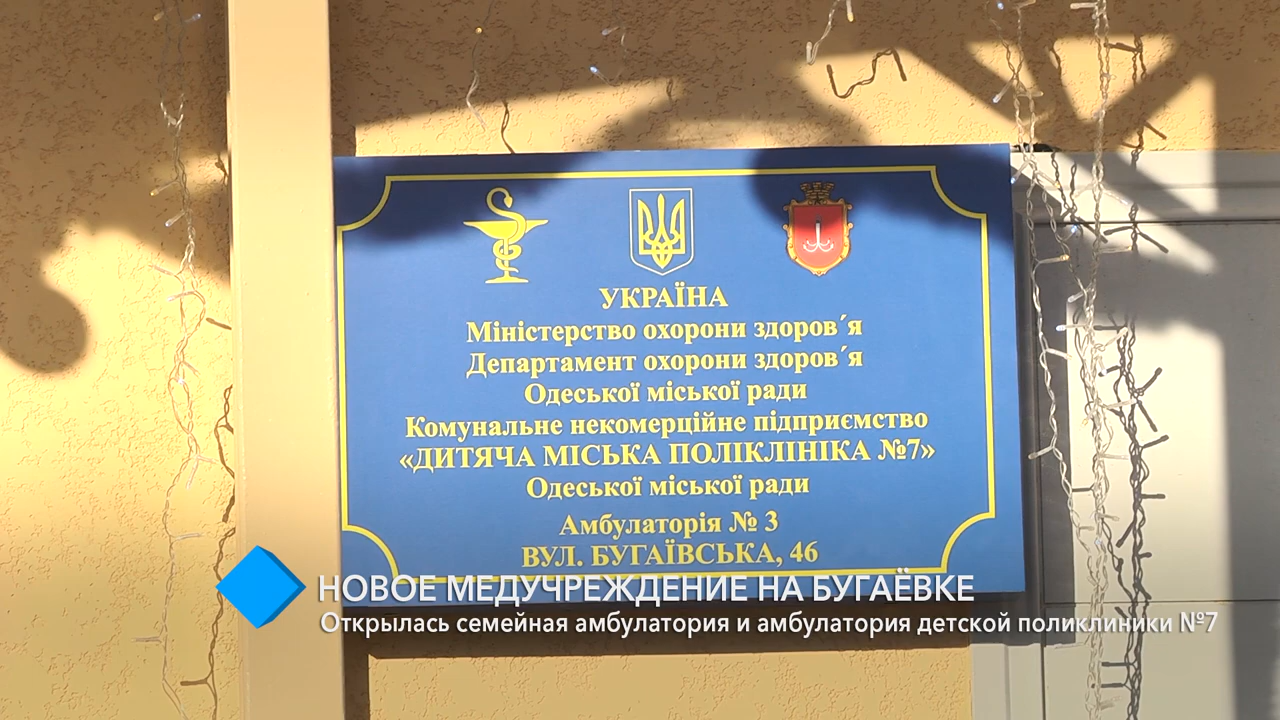 УКРАЇНА
Міністерство охорони здоров´я
Департамент охорони здоров´я
Одеської міської ради
Комунальне некомерційне підприємство
«ДИТЯЧА МІСЬКА ПОЛІКЛІНІКА №7»
Одеської міської ради
Амбулаторія № 3
ВУЛ. БУГАЇВСЬКА, 46
НОВОЕ МЕДУЧРЕЖДЕНИЕ НА БУГАЁВКЕ
Открылась семейная амбулатория и амбулатория детской поликлиники №7